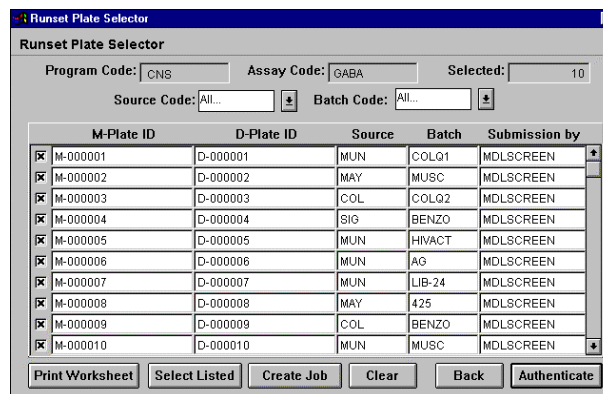 Runset Plate Selector
Runset Plate Selector
Program Code: CNS Assay Code: GABA Selected: 10
Source Code: All... Batch Code: All...
M-Plate ID D-Plate ID Source Batch Submission by
M-000001 D-000001 MUN COLQ1 MDLSCREEN
M-000002 D-000002 MAY MUSC MDLSCREEN
M-000003 D-000003 COL COLQ2 MDLSCREEN
M-000004 D-000004 SIG BENZO MDLSCREEN
M-000005 D-000005 MUN HIVACT MDLSCREEN
M-000006 D-000006 MUN AG MDLSCREEN
M-000007 D-000007 MUN LIB-24 MDLSCREEN
M-000008 D-000008 MAY 425 MDLSCREEN
M-000009 D-000009 COL BENZO MDLSCREEN
M-000010 D-000010 MUN MUSC MDLSCREEN
Print Worksheet Select Listed Create Job Clear Back Authenticate